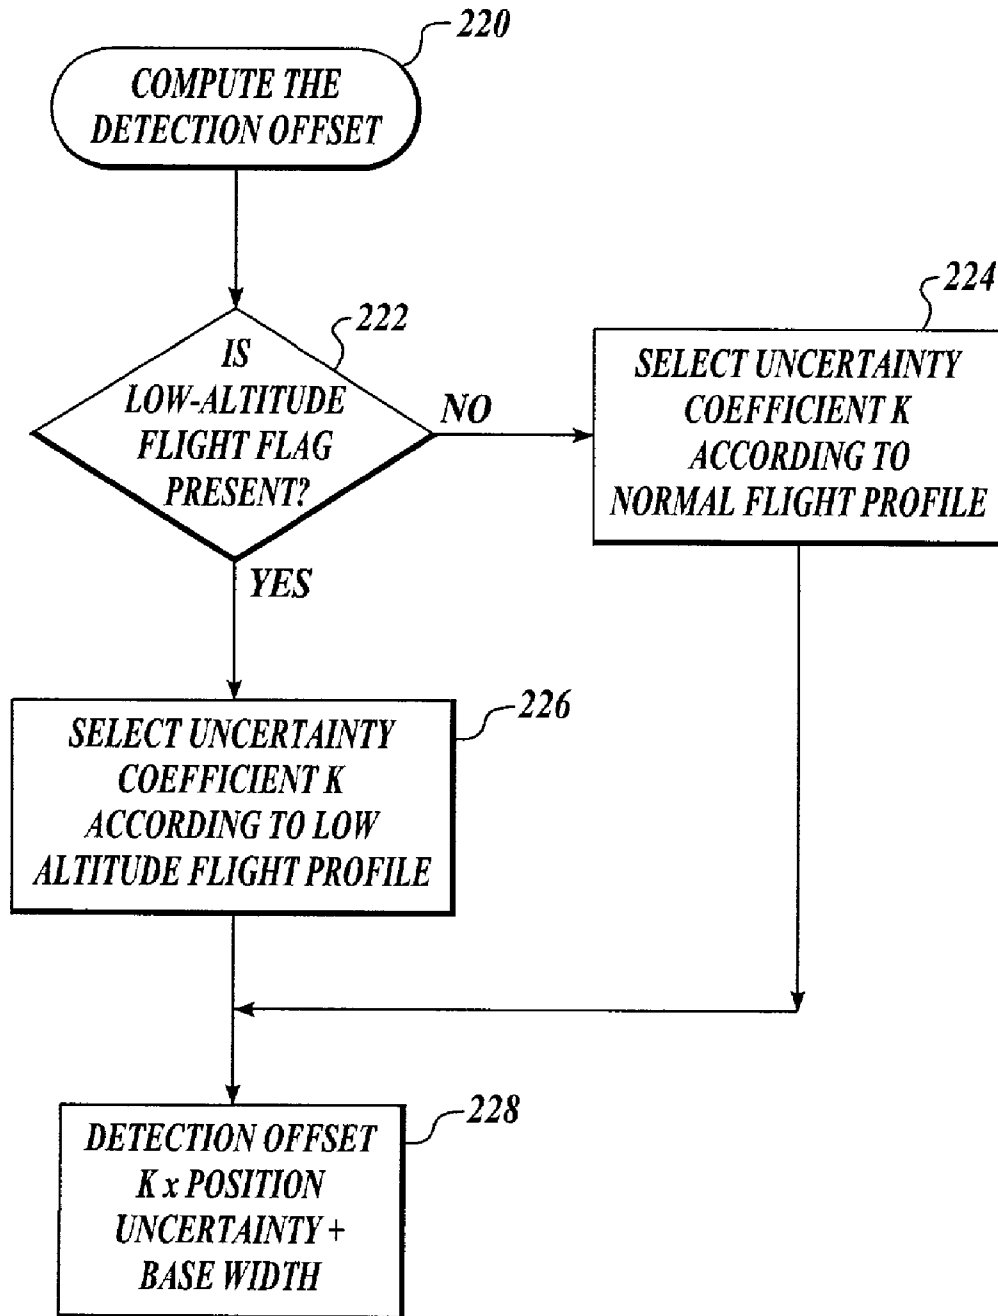 220
COMPUTE THE
DETECTION OFFSET
222
IS
LOW-ALTITUDE
FLIGHT FLAG
PRESENT?
NO
224
SELECT UNCERTAINTY
COEFFICIENT K
ACCORDING TO
NORMAL FLIGHT PROFILE
YES
226
SELECT UNCERTAINTY
COEFFICIENT K
ACCORDING TO LOW
ALTITUDE FLIGHT PROFILE
228
DETECTION OFFSET
K x POSITION
UNCERTAINTY +
BASE WIDTH